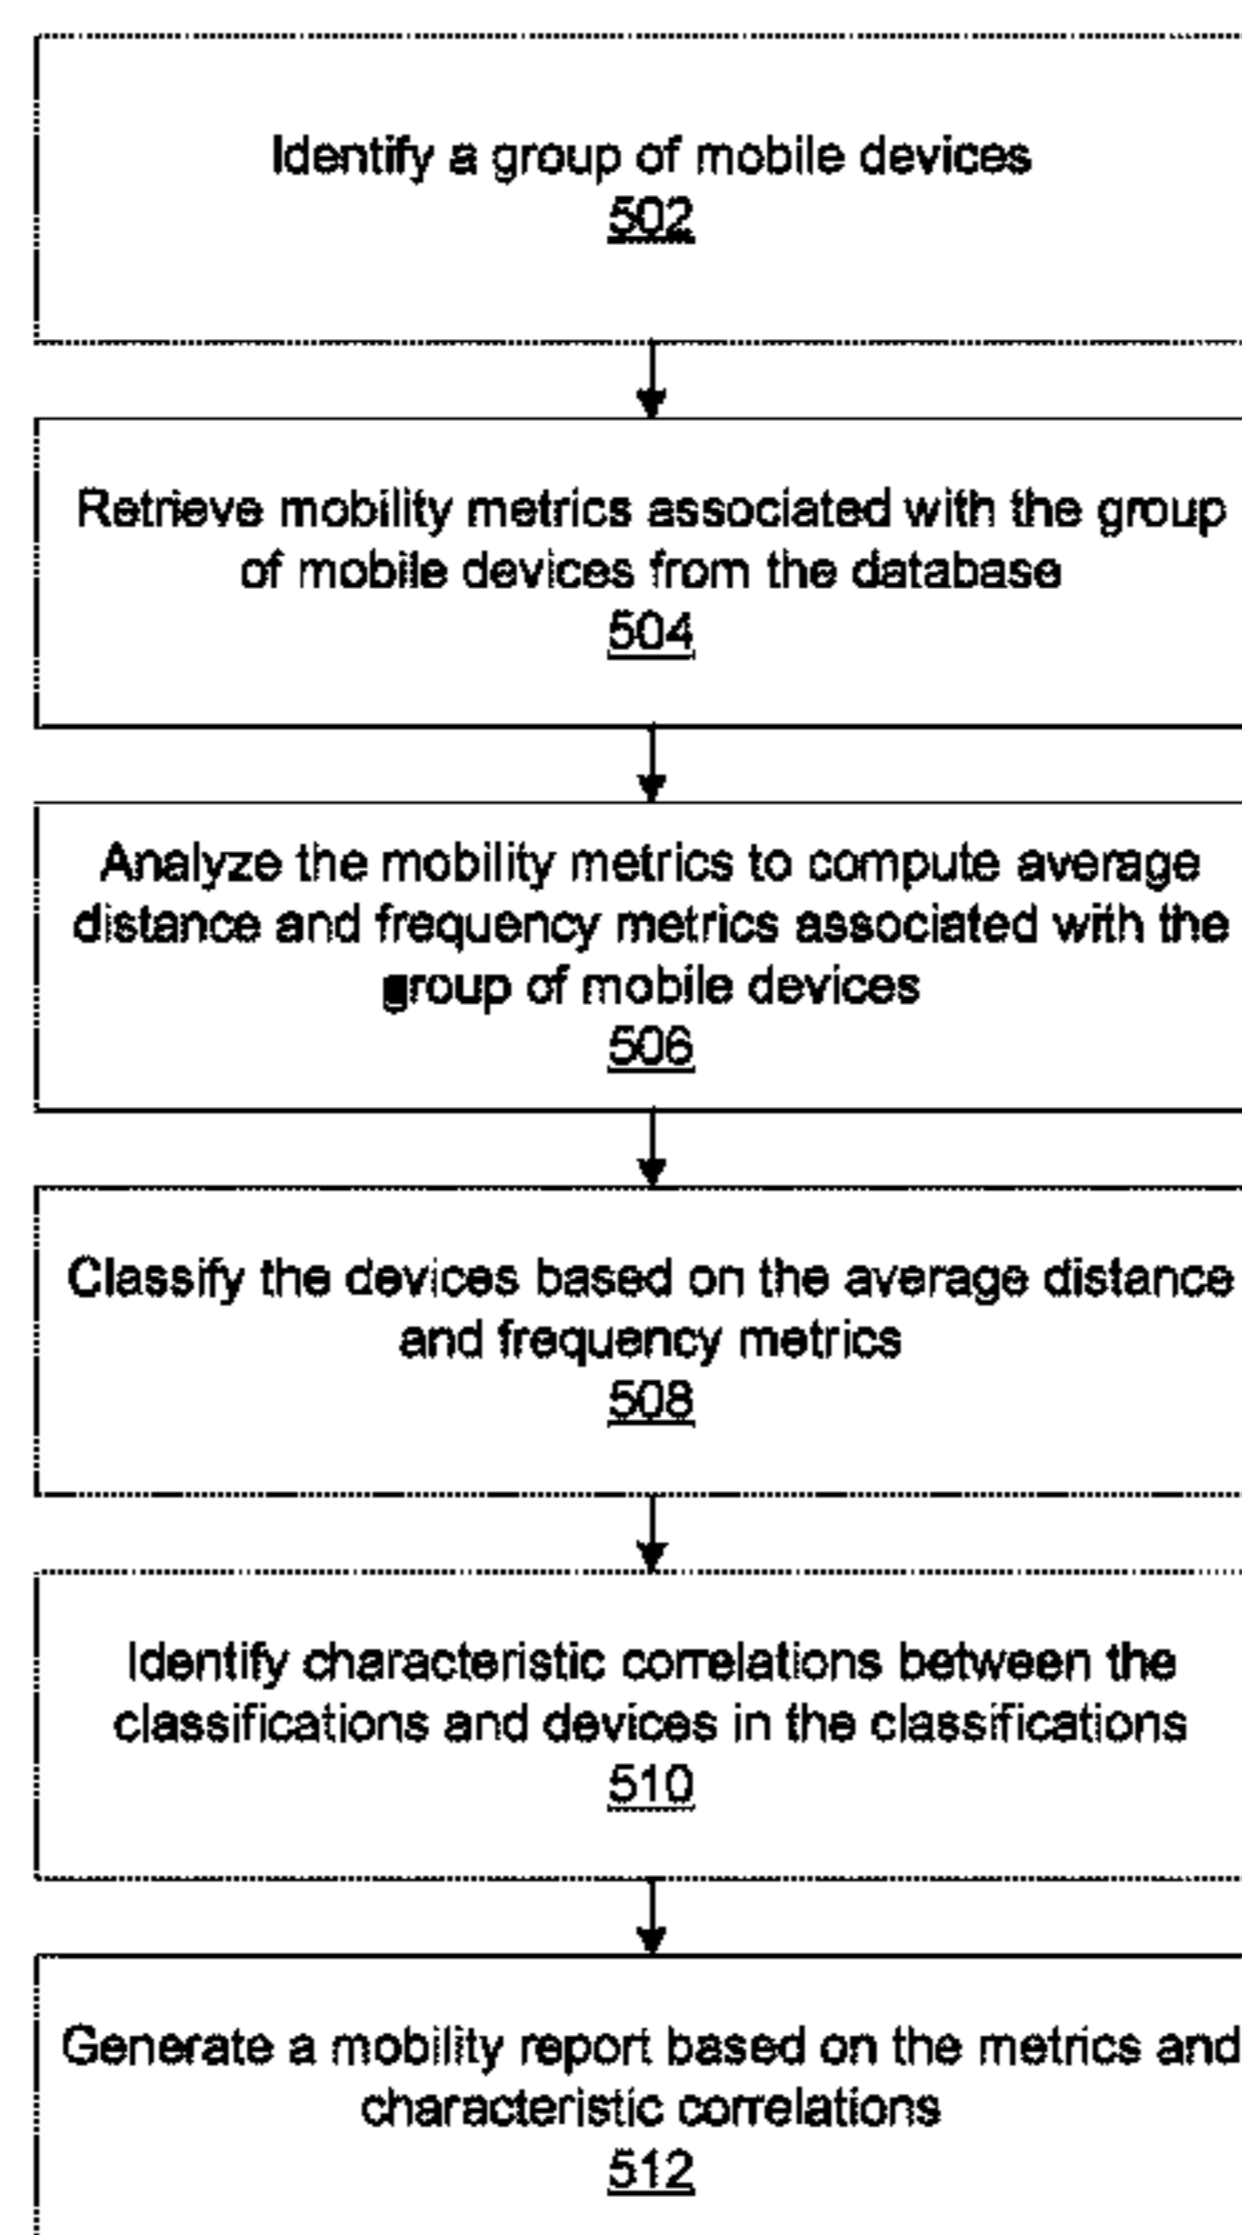 Identify a group of mobile devices
502
Retrieve mobility metrics associated with the group
of mobile devices from the database
504
Analyze the mobility metrics to compute average
distance and frequency metrics associated with the
group of mobile devices
506
Classify the devices based on the average distance
and frequency metrics
508
Identify characteristic correlations between the
classifications and devices in the classifications
510
Generate a mobility report based on the metrics and
characteristic correlations
512